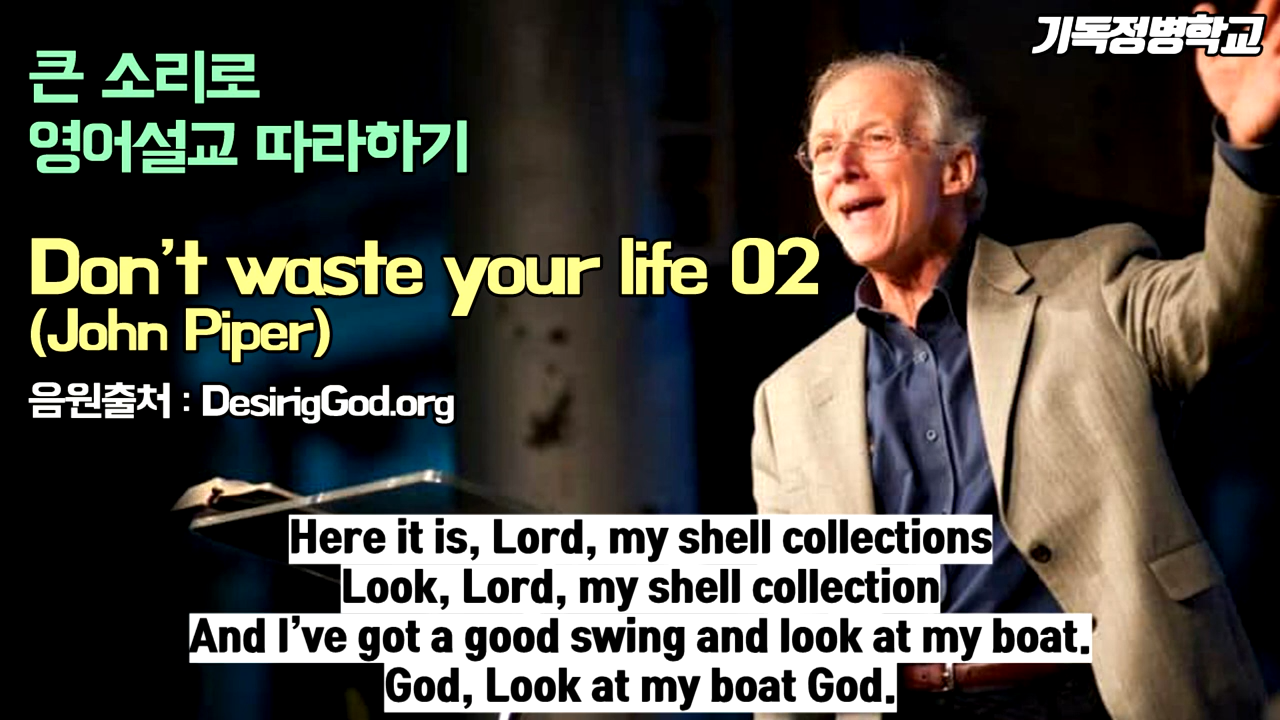 기독정병학교
큰 소리로
영어설교 따라하기
Don't waste your life 02
(John Piper)
음원출처 : DesirigGod.org
Here it is, Lord, my shell collections
Look, Lord, my shell collection
And I've got a good swing and look at my boat.
God, Look at my boat God.